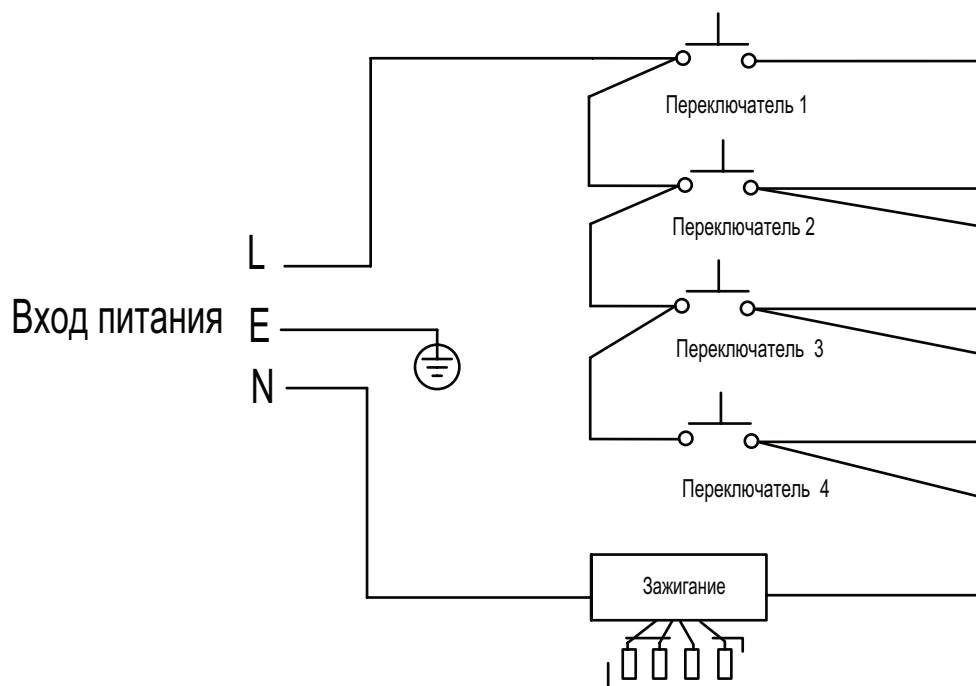 Переключатель 1
Переключатель 2
L
Вход питания E
Переключатель 3
N
Переключатель 4
Зажигание